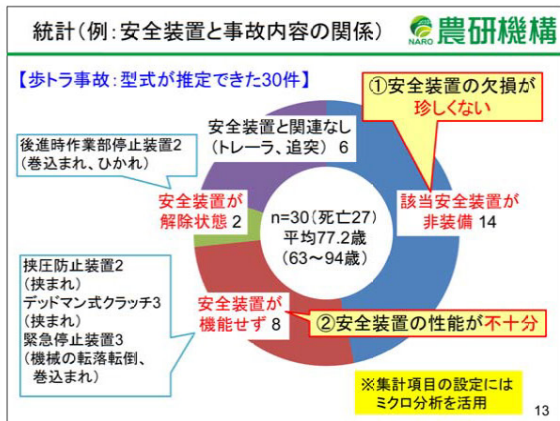 統計(例:安全装置と事故内容の関係)
NARO
農研機構
【歩トラ事故:型式が推定できた30件】
①安全装置の欠損が
珍しくない
安全装置と関連なし
(トレーラ、追突) 6
後進時作業部停止装置2
(巻込まれ、ひかれ)
安全装置が
解除状態 2
n=30(死亡27)
平均77.2歳
(63~94歳)
該当安全装置が
非装備 14
挟圧防止装置2
(挟まれ)
デッドマン式クラッチ3
(挟まれ)
緊急停止装置3
(機械の転落転倒、
巻込まれ)
安全装置が
機能せず 8
②安全装置の性能が不十分
※集計項目の設定には
ミクロ分析を活用
13